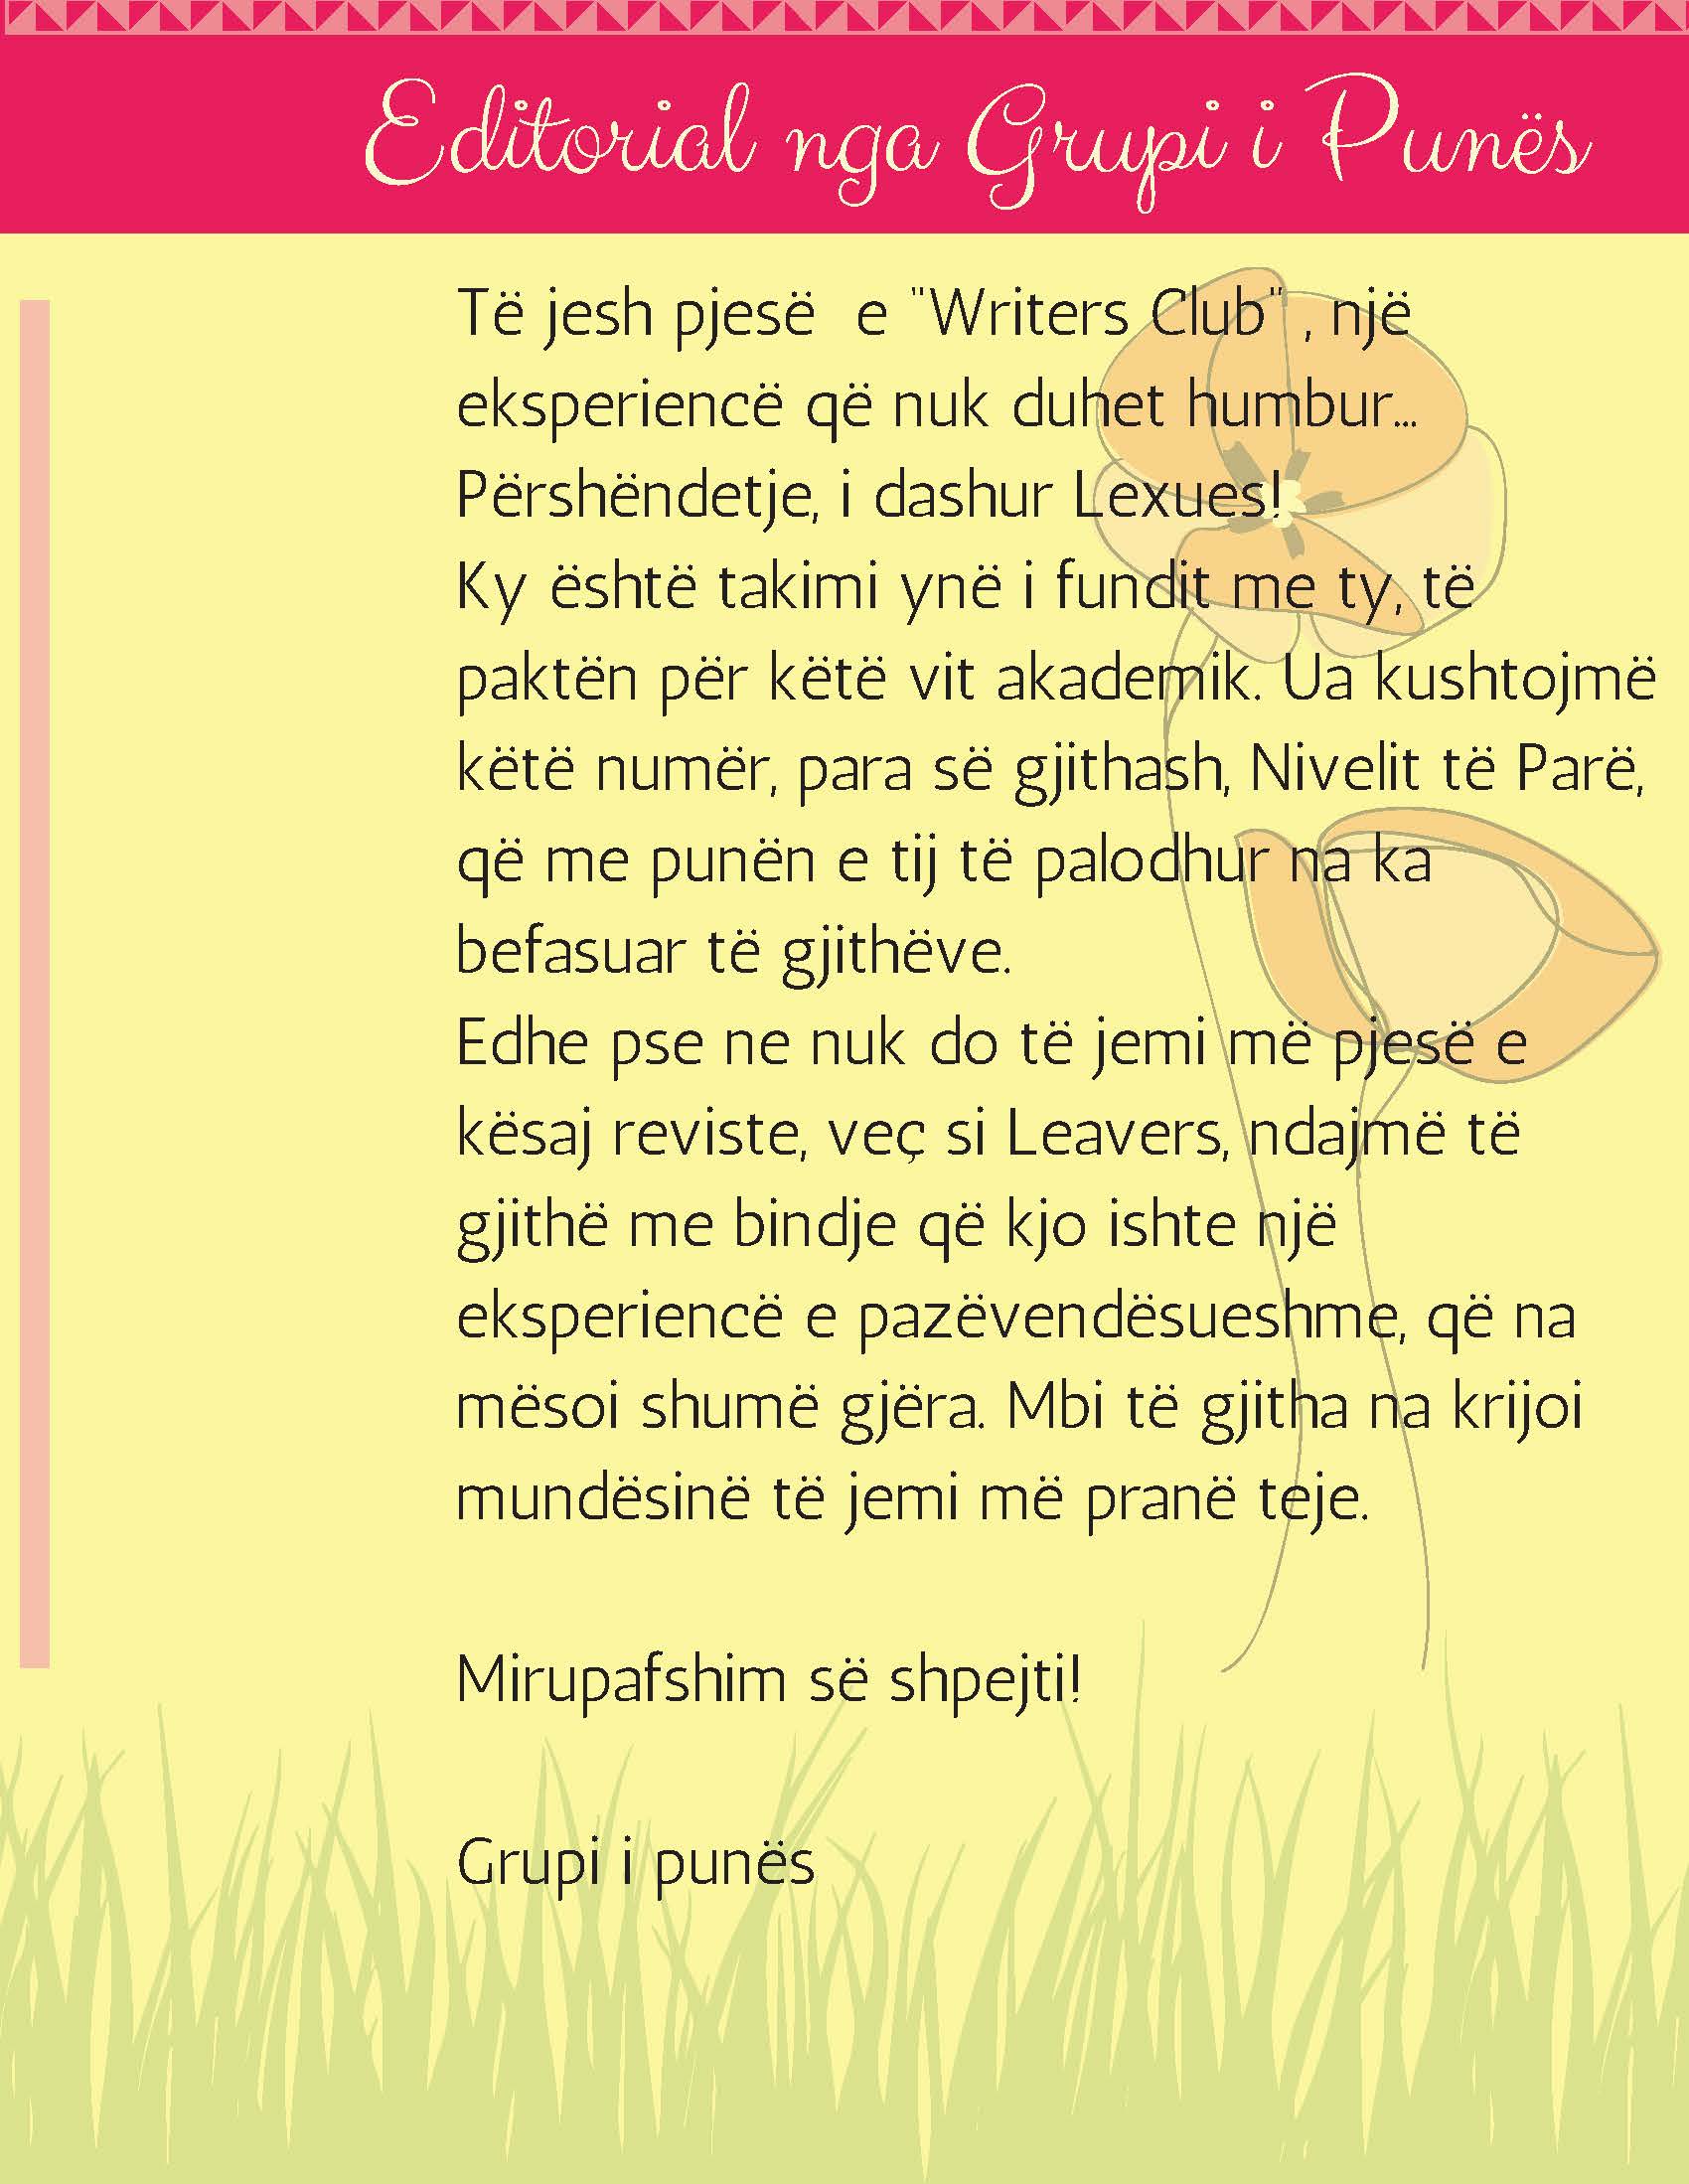 Editorial nga Grupi i Punës
Të jesh pjesë e "Writers Club" , një
eksperiencë që nuk duhet humbur...
Përshëndetje, i dashur Lexues!
Ky është takimi ynë i fundit me ty, të
paktën për këtë vit akademik. Ua kushtojmë
këtë numër, para së gjithash, Nivelit të Parë,
që me punën e tij të palodhur na ka
befasuar të gjithëve.
Edhe pse ne nuk do të jemi më pjesë e
kësaj reviste, veç si Leavers, ndajmë të
gjithë me bindje që kjo ishte një
eksperiencë e pazëvendësueshme, që na
mësoi shumë gjëra. Mbi të gjitha na krijoi
mundësinë të jemi më pranë teje.
Mirupafshim së shpejti!
Grupi i punës